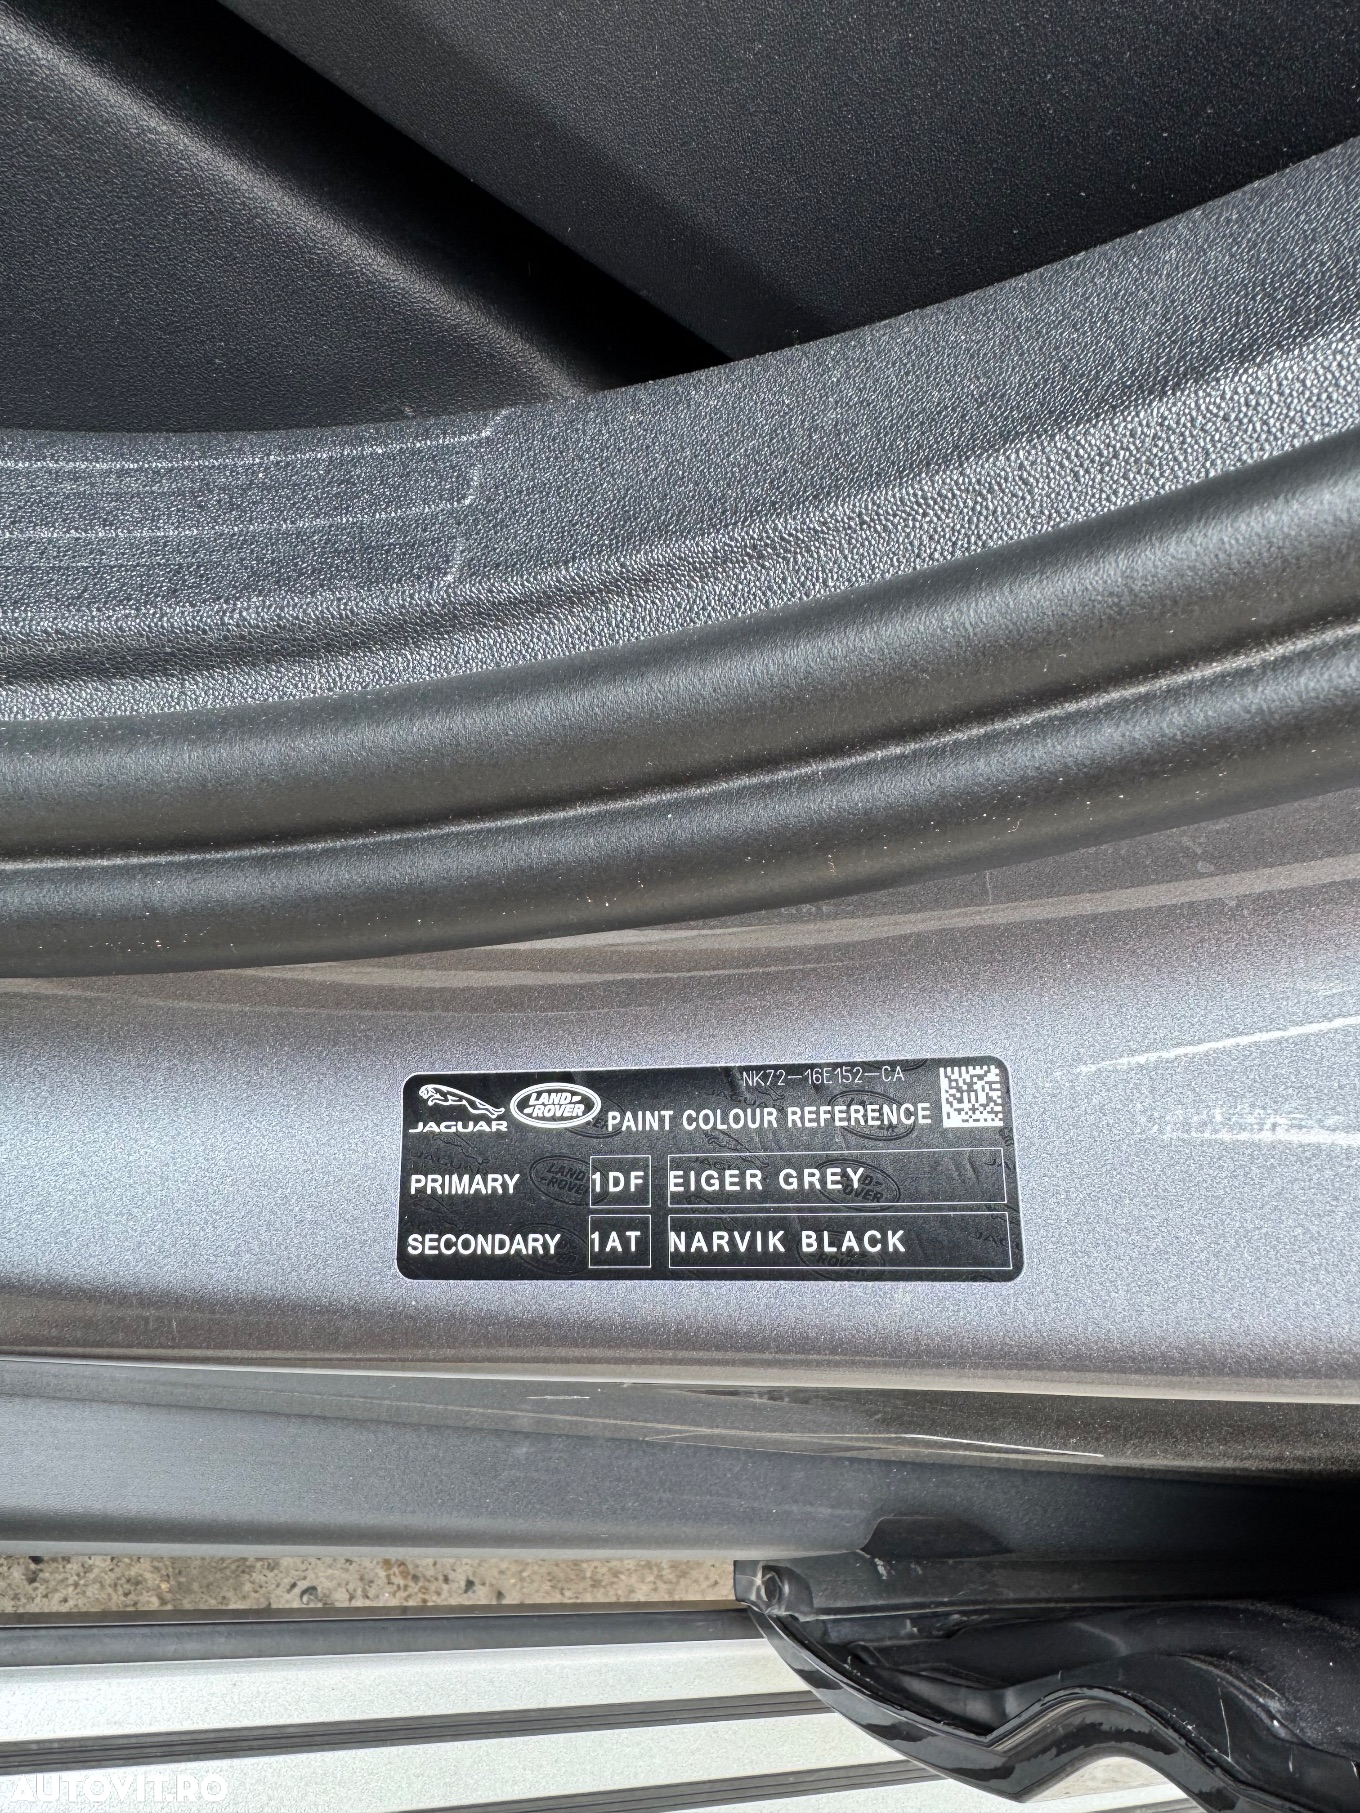 NK72-16E152-CA
JAGUAR LAND-ROVER PAINT COLOUR REFERENCE
PRIMARY 1DF EIGER GREY
SECONDARY 1AT NARVIK BLACK
AUTOVIT.RO